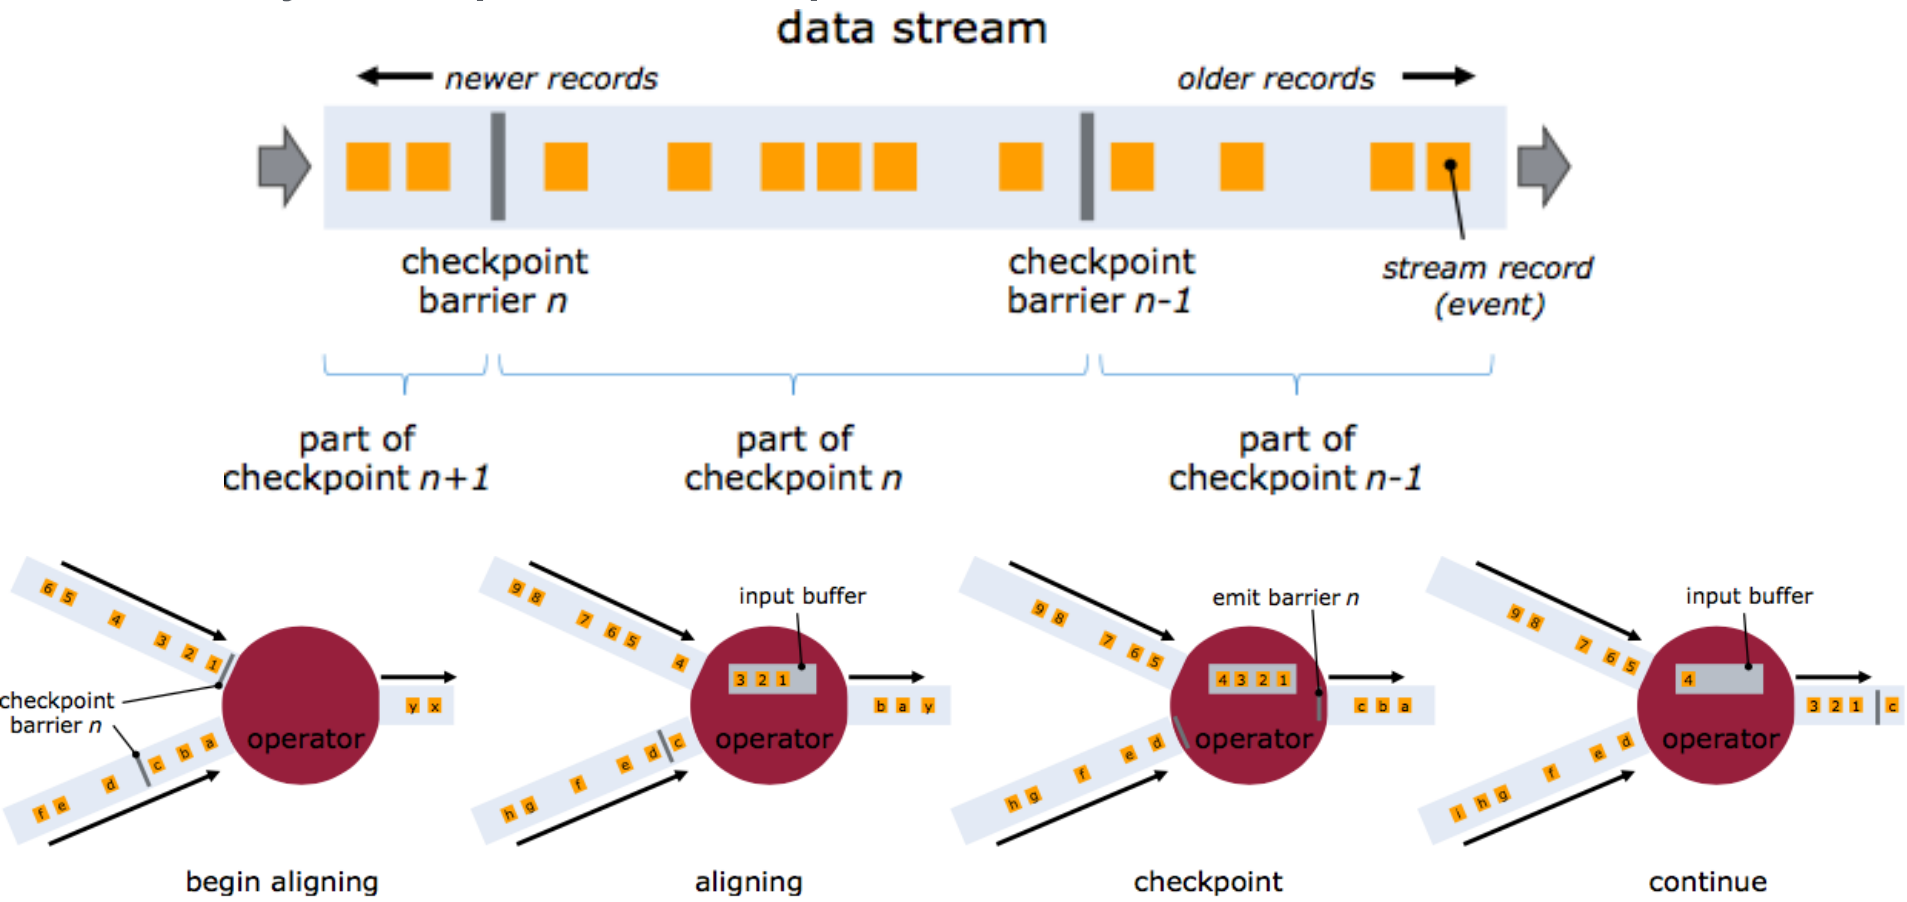 data stream
newer records
older records
checkpoint
barrier n
checkpoint
barrier n-1
stream record
(event)
part of
checkpoint n+1
part of
checkpoint n
part of
checkpoint n-1
6 5 4 3 2 1
checkpoint
barrier n
f e d c b a
operator
y x
begin aligning
9 8 7 6 5 4
input buffer
3 2 1
operator
b a y
h g f e d c
aligning
9 8 7 6 5
emit barrier n
4 3 2 1
operator
c b a
h g f e d
checkpoint
9 8 7 6 5
input buffer
4
operator
3 2 1 c
i h g f e d
continue